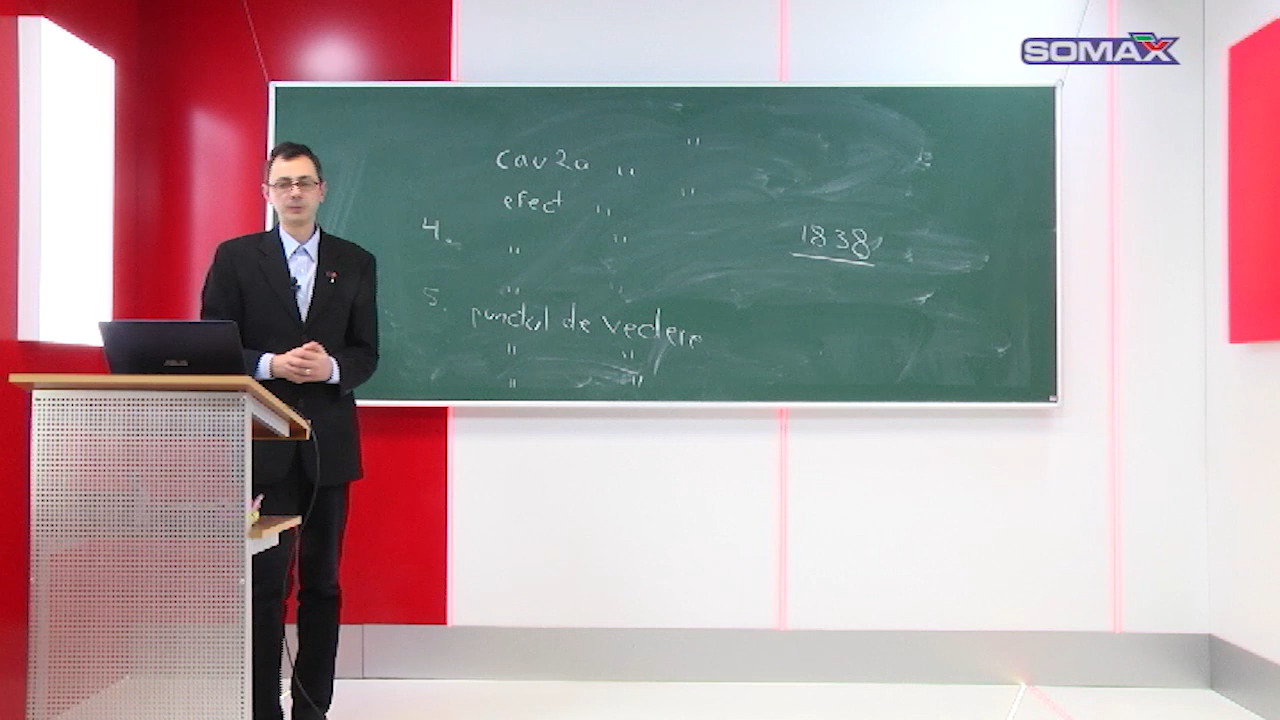 SOMAX
"
cauza "
efect " "
4. " "
1838
5. " "
punctul de vedere
" "
" "